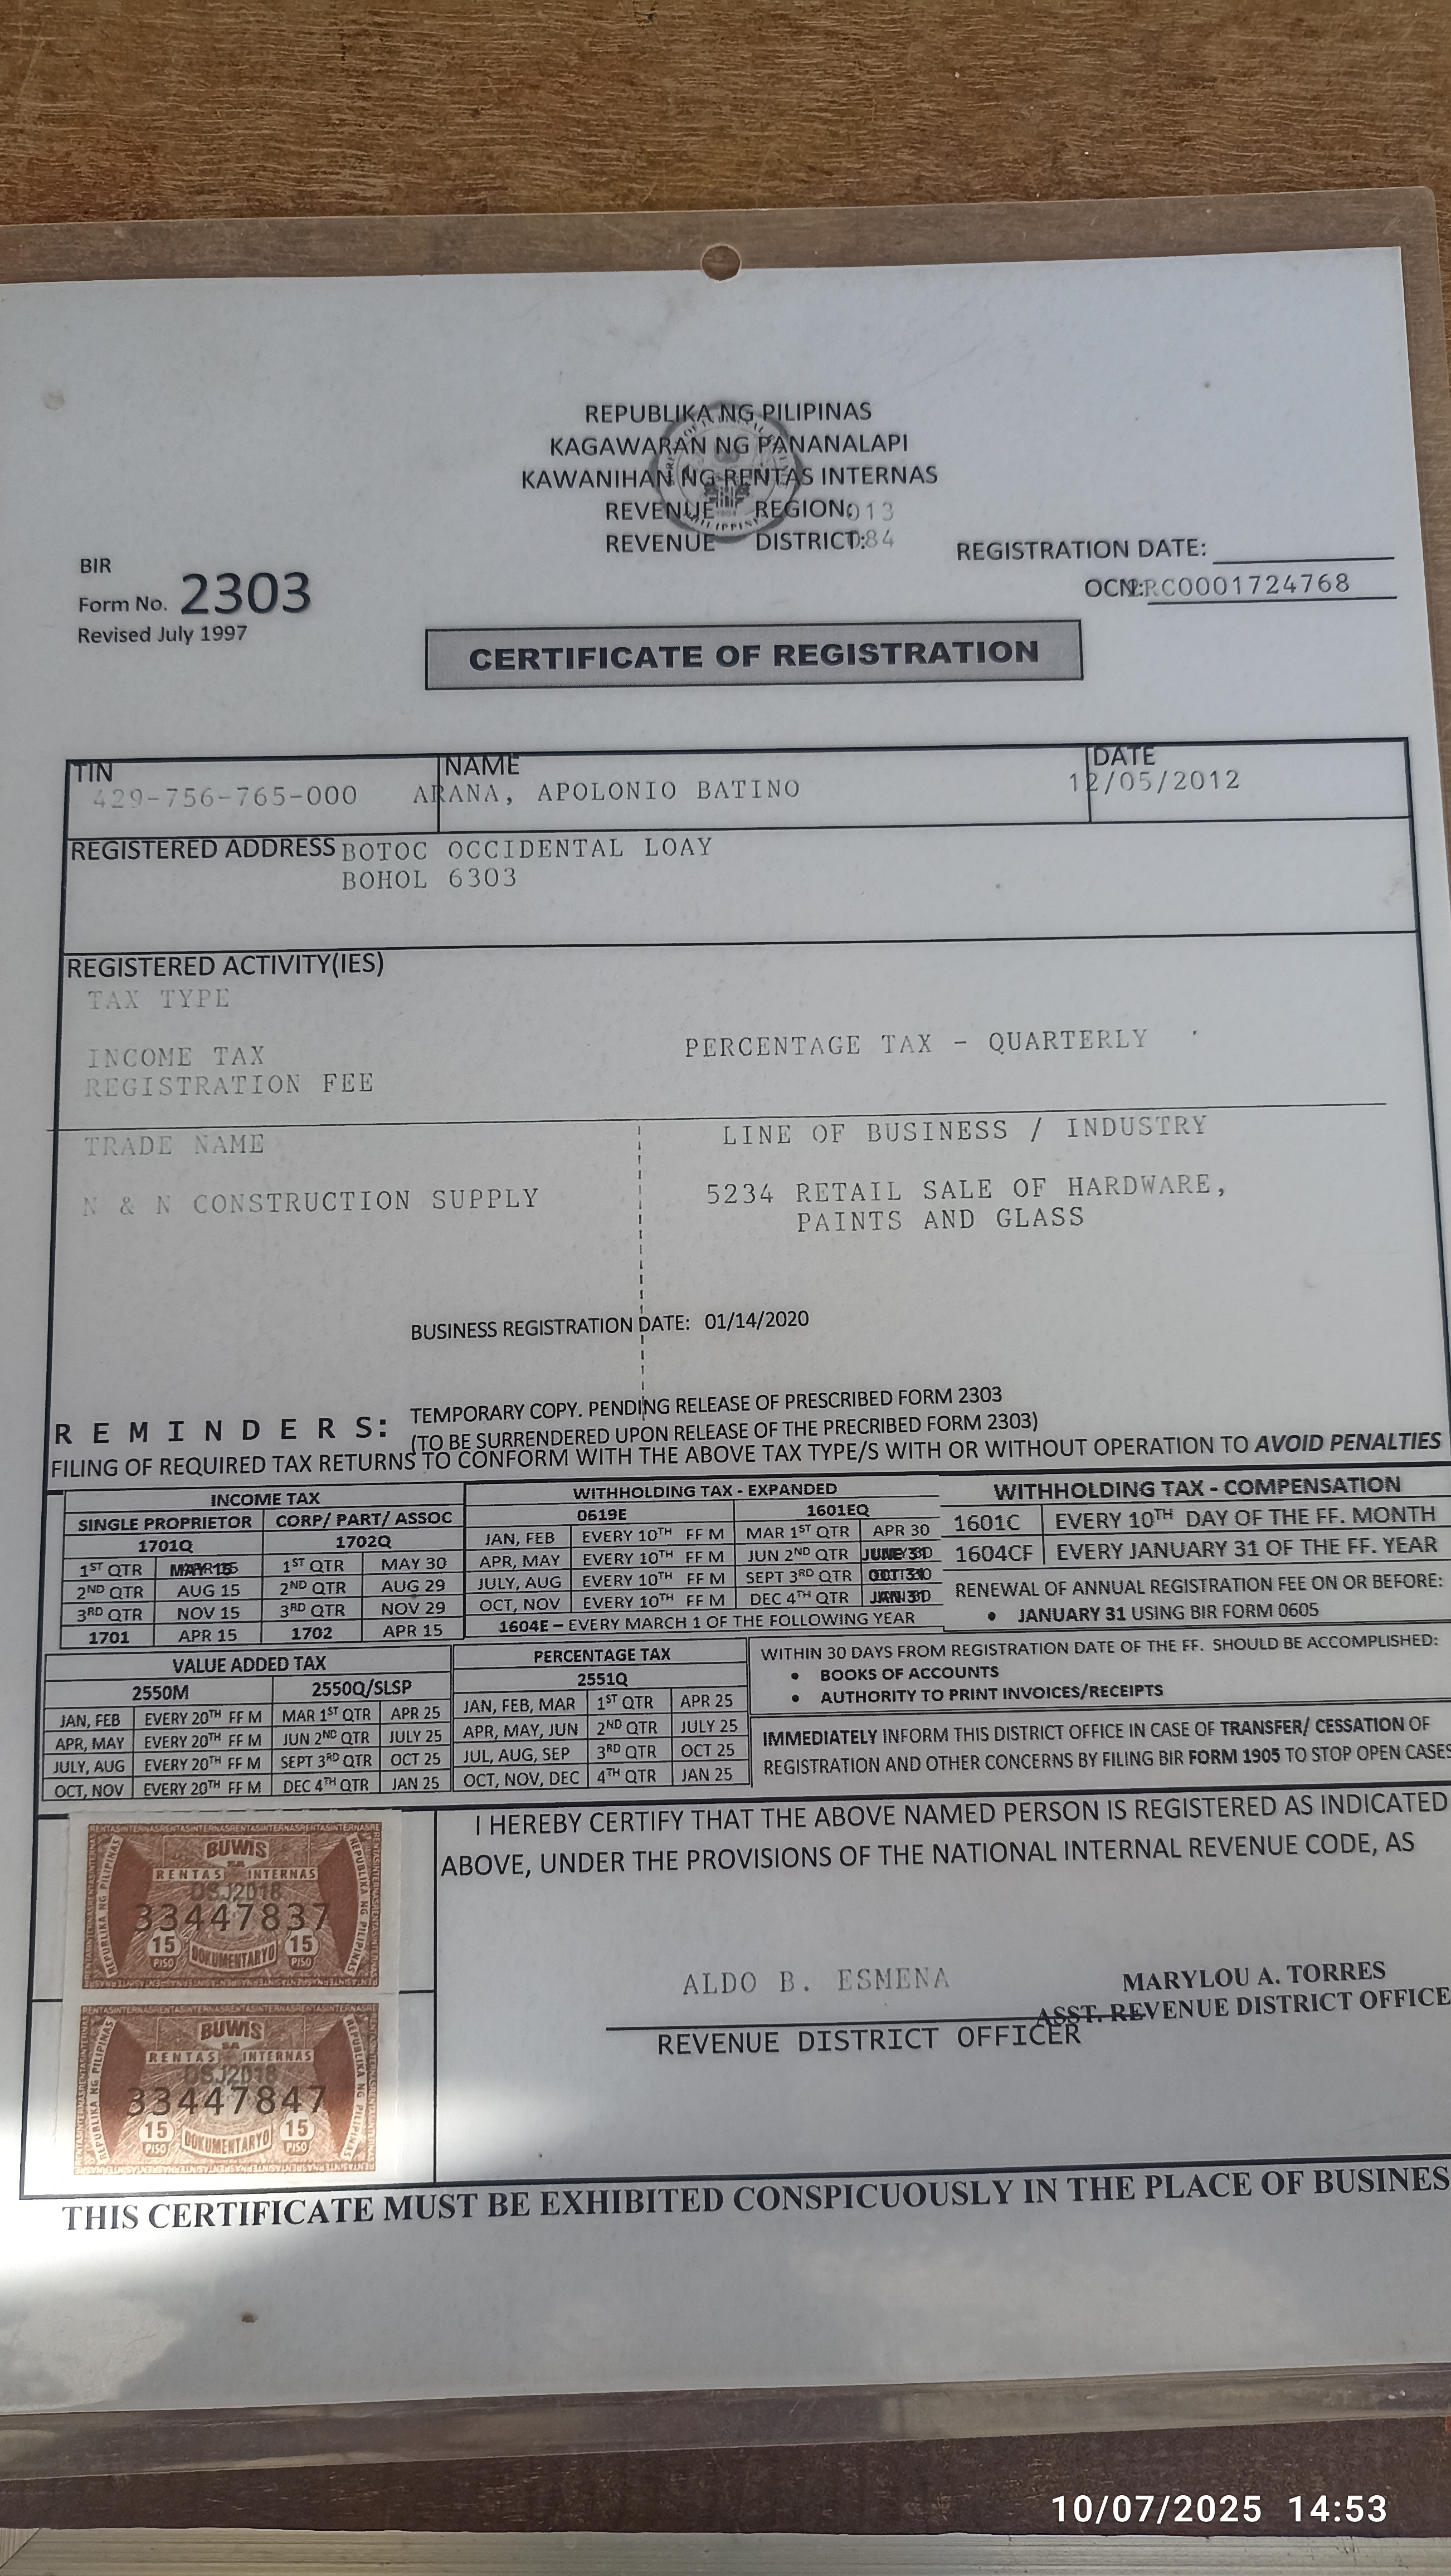 REPUBLIKA NG PILIPINAS
KAGAWARAN NG PANANALAPI
KAWANIHAN NG RENTAS INTERNAS
REVENUE REGION: 013
REVENUE DISTRICT: 084
REGISTRATION DATE:
OCN: RC0001724768
BIR
Form No. 2303
Revised July 1997
CERTIFICATE OF REGISTRATION
TIN NAME DATE
429-756-765-000 ARANA, APOLONIO BATINO 12/05/2012
REGISTERED ADDRESS BOTOC OCCIDENTAL LOAY
BOHOL 6303
REGISTERED ACTIVITY(IES)
TAX TYPE
INCOME TAX PERCENTAGE TAX - QUARTERLY
REGISTRATION FEE
TRADE NAME LINE OF BUSINESS / INDUSTRY
N & N CONSTRUCTION SUPPLY 5234 RETAIL SALE OF HARDWARE,
PAINTS AND GLASS
BUSINESS REGISTRATION DATE: 01/14/2020
REMINDERS: TEMPORARY COPY. PENDING RELEASE OF PRESCRIBED FORM 2303
(TO BE SURRENDERED UPON RELEASE OF THE PRECRIBED FORM 2303)
FILING OF REQUIRED TAX RETURNS TO CONFORM WITH THE ABOVE TAX TYPE/S WITH OR WITHOUT OPERATION TO AVOID PENALTIES
INCOME TAX
SINGLE PROPRIETOR CORP/ PART/ ASSOC
1701Q 1702Q
1ST QTR 1ST QTR MAY 30
2ND QTR AUG 15 2ND QTR AUG 29
3RD QTR NOV 15 3RD QTR NOV 29
1701 APR 15 1702 APR 15
WITHHOLDING TAX - EXPANDED
0619E 1601EQ
JAN, FEB EVERY 10TH FF M MAR 1ST QTR APR 30
APR, MAY EVERY 10TH FF M JUN 2ND QTR
JULY, AUG EVERY 10TH FF M SEPT 3RD QTR
OCT, NOV EVERY 10TH FF M DEC 4TH QTR
1604E – EVERY MARCH 1 OF THE FOLLOWING YEAR
WITHHOLDING TAX - COMPENSATION
1601C EVERY 10TH DAY OF THE FF. MONTH
1604CF EVERY JANUARY 31 OF THE FF. YEAR
RENEWAL OF ANNUAL REGISTRATION FEE ON OR BEFORE:
• JANUARY 31 USING BIR FORM 0605
VALUE ADDED TAX
2550M 2550Q/SLSP
JAN, FEB EVERY 20TH FF M MAR 1ST QTR APR 25
APR, MAY EVERY 20TH FF M JUN 2ND QTR JULY 25
JULY, AUG EVERY 20TH FF M SEPT 3RD QTR OCT 25
OCT, NOV EVERY 20TH FF M DEC 4TH QTR JAN 25
PERCENTAGE TAX
2551Q
JAN, FEB, MAR 1ST QTR APR 25
APR, MAY, JUN 2ND QTR JULY 25
JUL, AUG, SEP 3RD QTR OCT 25
OCT, NOV, DEC 4TH QTR JAN 25
WITHIN 30 DAYS FROM REGISTRATION DATE OF THE FF. SHOULD BE ACCOMPLISHED:
• BOOKS OF ACCOUNTS
• AUTHORITY TO PRINT INVOICES/RECEIPTS
IMMEDIATELY INFORM THIS DISTRICT OFFICE IN CASE OF TRANSFER/ CESSATION OF
REGISTRATION AND OTHER CONCERNS BY FILING BIR FORM 1905 TO STOP OPEN CASES
I HEREBY CERTIFY THAT THE ABOVE NAMED PERSON IS REGISTERED AS INDICATED
ABOVE, UNDER THE PROVISIONS OF THE NATIONAL INTERNAL REVENUE CODE, AS
BUWIS
SA
RENTAS INTERNAS
REPUBLIKA NG PILIPINAS
OSJ2018
33447837
15 PISO DOKUMENTARYO 15 PISO
BUWIS
SA
RENTAS INTERNAS
REPUBLIKA NG PILIPINAS
OSJ2018
33447847
15 PISO DOKUMENTARYO 15 PISO
ALDO B. ESMENA
REVENUE DISTRICT OFFICER
MARYLOU A. TORRES
ASST. REVENUE DISTRICT OFFICE
THIS CERTIFICATE MUST BE EXHIBITED CONSPICUOUSLY IN THE PLACE OF BUSINES
10/07/2025 14:53